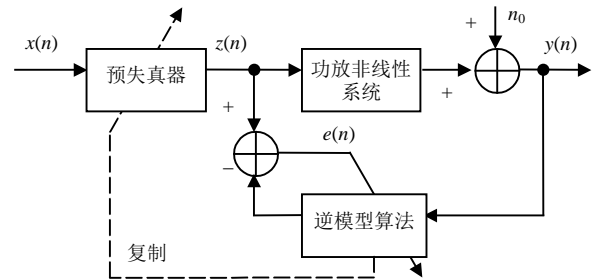 x(n)
预失真器
z(n)
功放非线性
系统
+
n₀
+
y(n)
+
−
e(n)
逆模型算法
复制